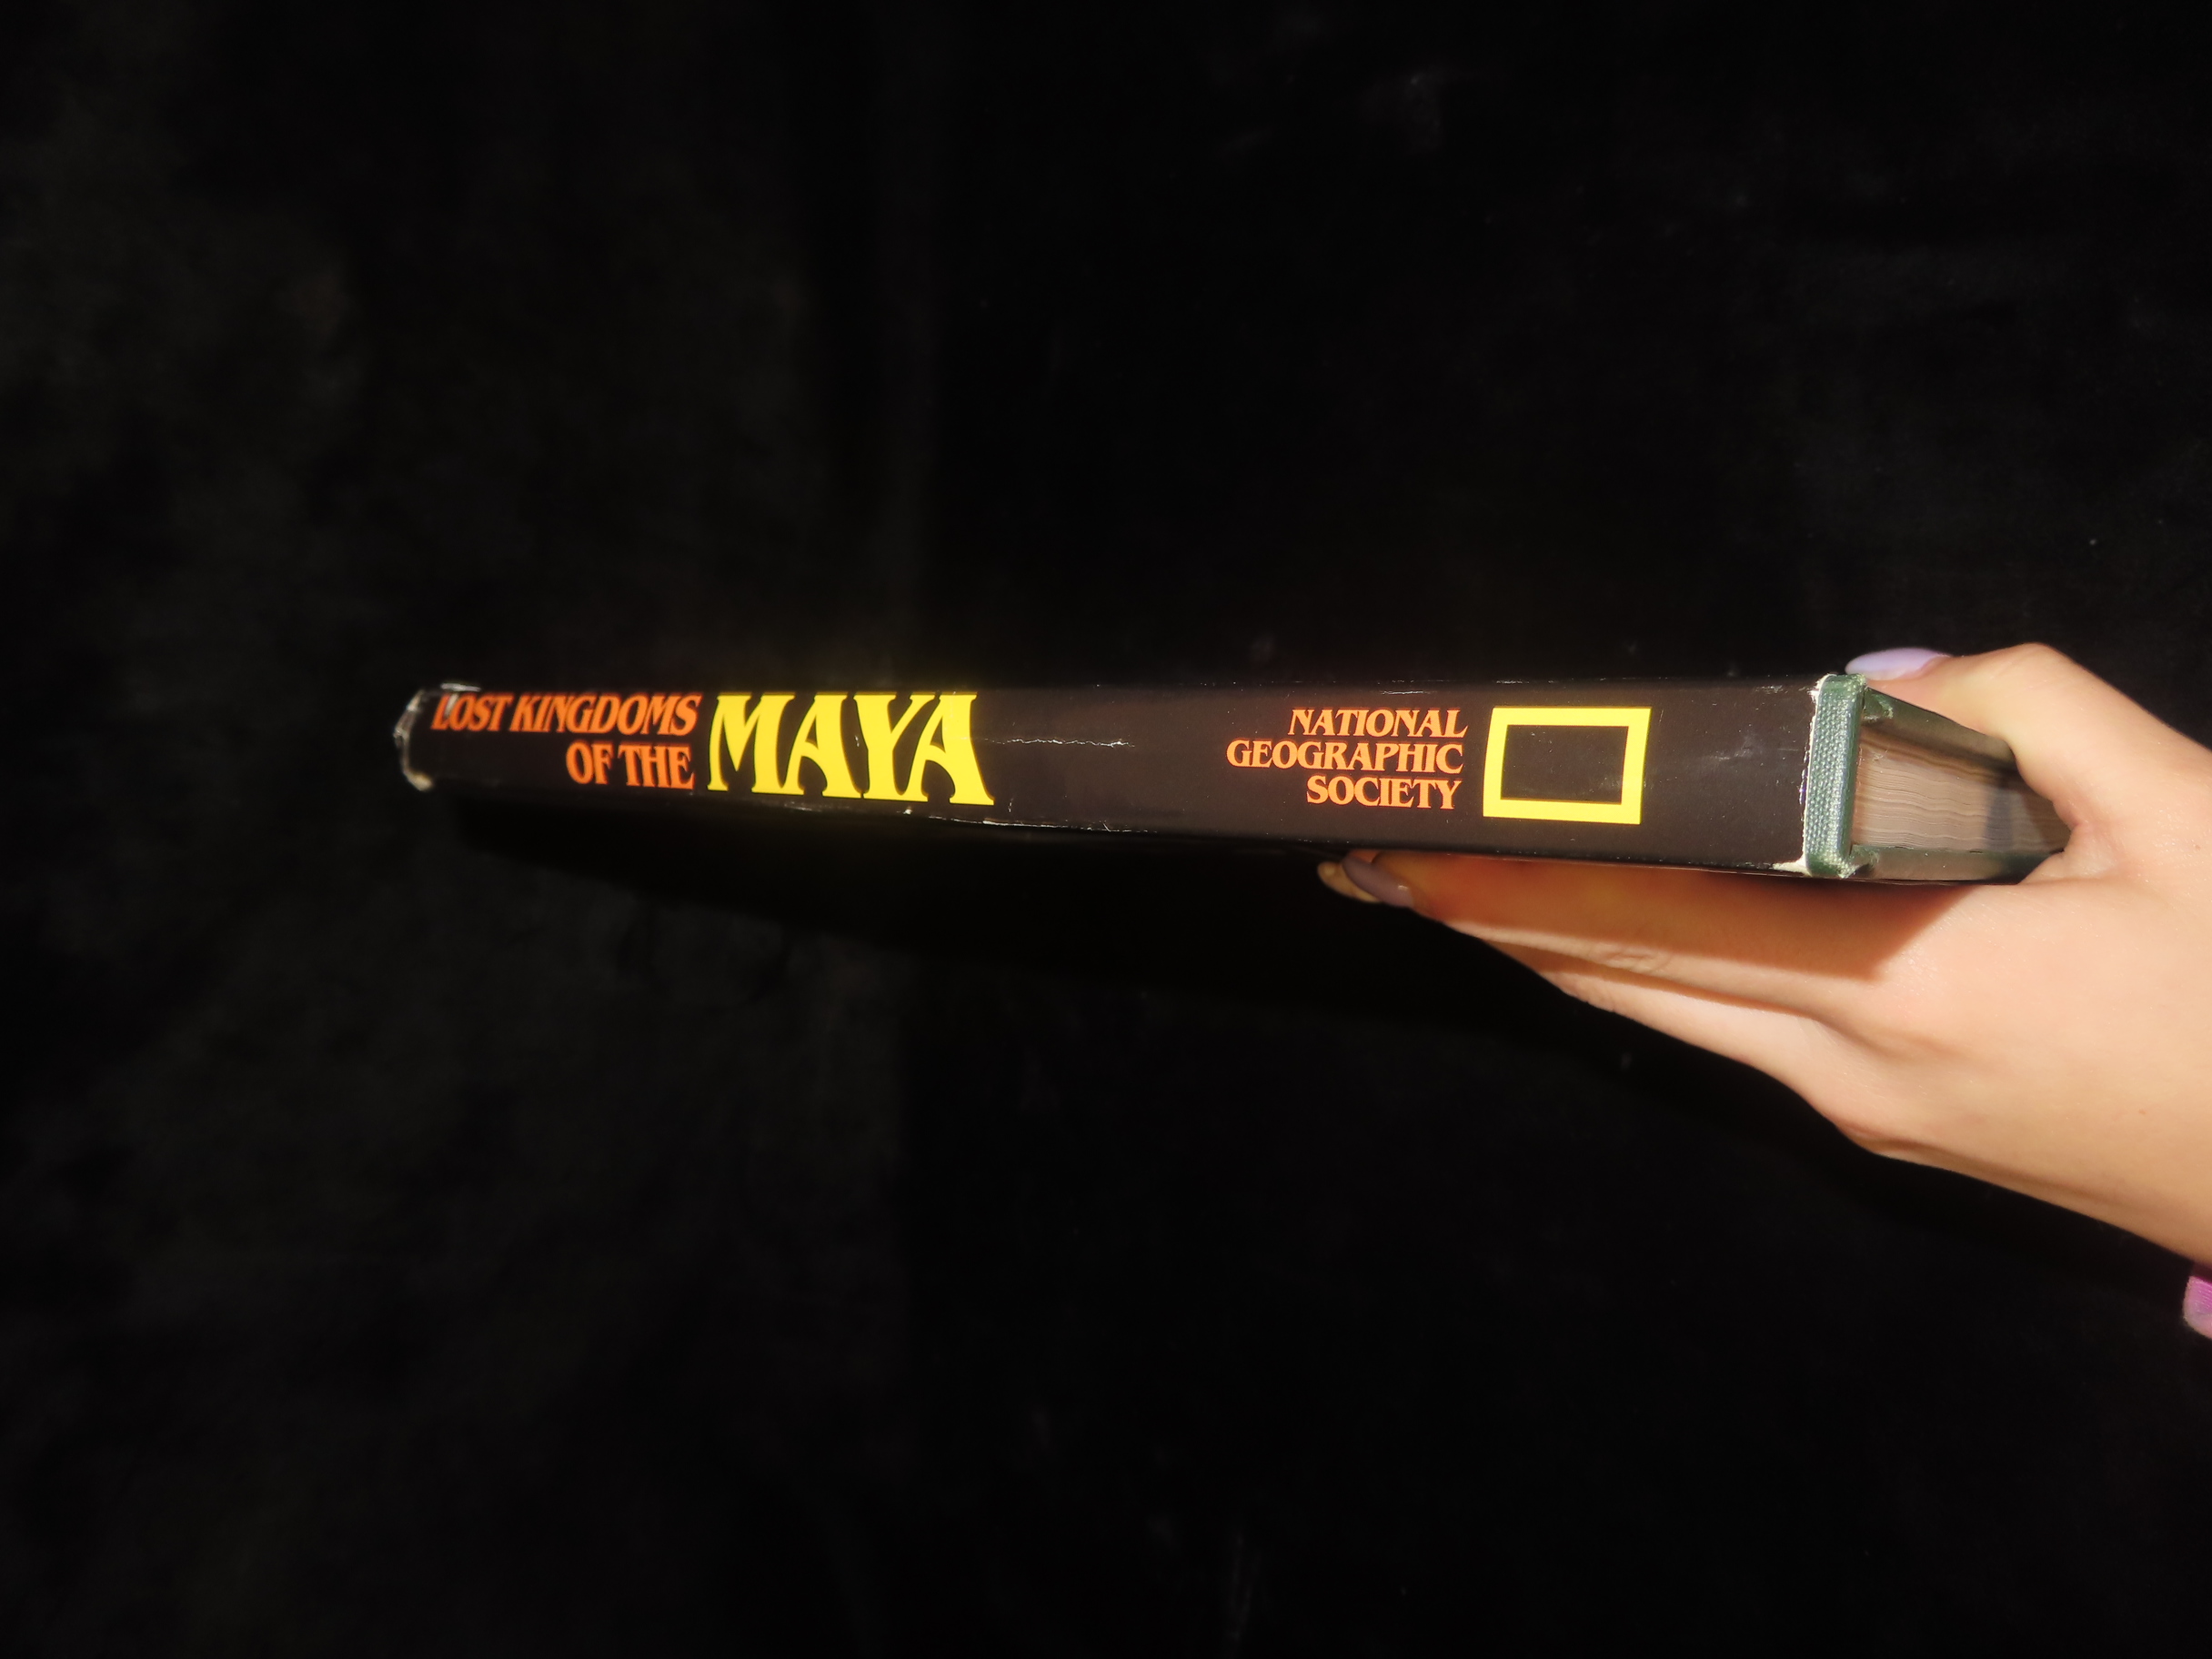 LOST KINGDOMS
OF THE
MAYA
NATIONAL
GEOGRAPHIC
SOCIETY